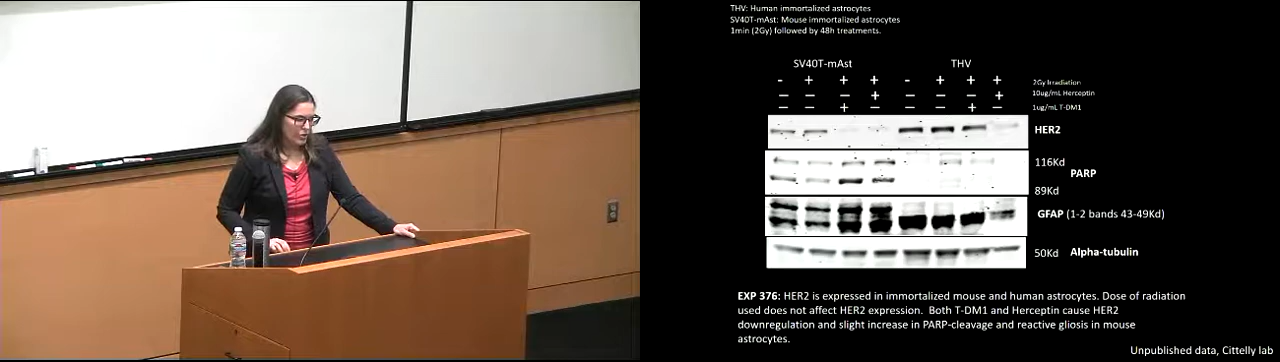 THV: Human immortalized astrocytes
SV40T-mAst: Mouse immortalized astrocytes
1min (2Gy) followed by 48h treatments.
SV40T-mAst THV
- + + + - + + + 2Gy Irradiation
- - - + - - - + 10ug/mL Herceptin
- - + - - + 1ug/mL T-DM1
HER2
116Kd
PARP
89Kd
GFAP (1-2 bands 43-49Kd)
50Kd Alpha-tubulin
EXP 376: HER2 is expressed in immortalized mouse and human astrocytes. Dose of radiation
used does not affect HER2 expression. Both T-DM1 and Herceptin cause HER2
downregulation and slight increase in PARP-cleavage and reactive gliosis in mouse
astrocytes.
Unpublished data, Cittelly lab